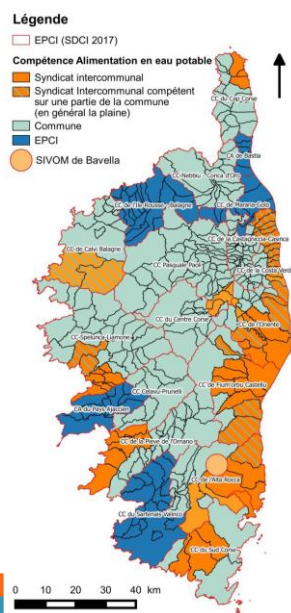 Légende
EPCI (SDCI 2017)
Compétence Alimentation en eau potable
Syndicat intercommunal
Syndicat Intercommunal compétent
sur une partie de la commune
(en général la plaine)
Commune
EPCI
SIVOM de Bavella
CC du Cap Corse
CA de Bastia
CC Nebbiu - Conca d'Oro
CC de l'Ile Rousse - Balagne
CC de Marana-Golo
CC de la Castagniccia-Casinca
CC de Calvi Balagne
CC Pasquale Paoli
CC de la Costa Verde
CC du Centre Corse
CC de l'Oriente
CC Spelunca-Liamone
CC Celavu-Prunelli
CC de Fium'orbu Castellu
CA du Pays Ajaccien
CC de la Pieve de l'Ornano
CC de l'Alta Rocca
CC du Sartenais Valinco
CC du Sud Corse
0 10 20 30 40 km